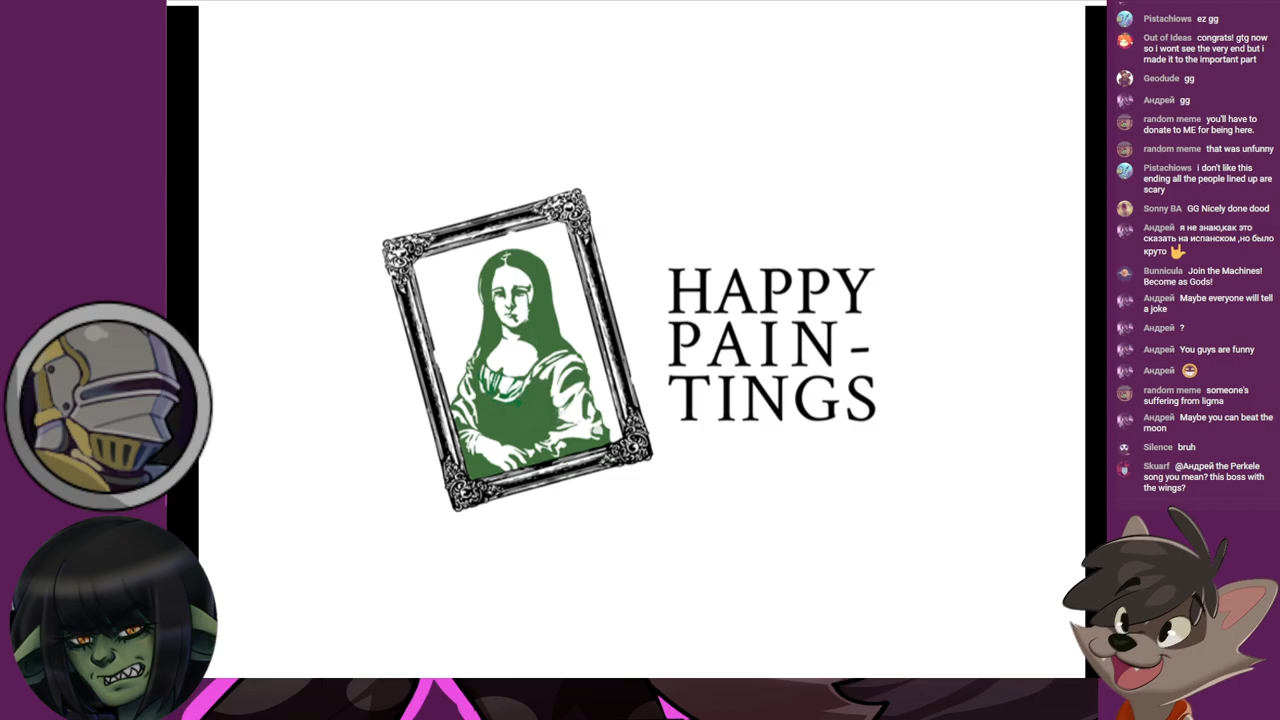 HAPPY
PAIN-
TINGS
Pistachiows ez gg
Out of Ideas congrats! gtg now
so i wont see the very end but i
made it to the important part
Geodude gg
Андрей gg
random meme you'll have to
donate to ME for being here.
random meme that was unfunny
Pistachiows i don't like this
ending all the people lined up are
scary
Sonny BA GG Nicely done dood
Андрей я не знаю,как это
сказать на испанском ,но было
круто 🤟
Bunnicula Join the Machines!
Become as Gods!
Андрей Maybe everyone will tell
a joke
Андрей ?
Андрей You guys are funny
Андрей 😁
random meme someone's
suffering from ligma
Андрей Maybe you can beat the
moon
Silence bruh
Skuarf @Андрей the Perkele
song you mean? this boss with
the wings?